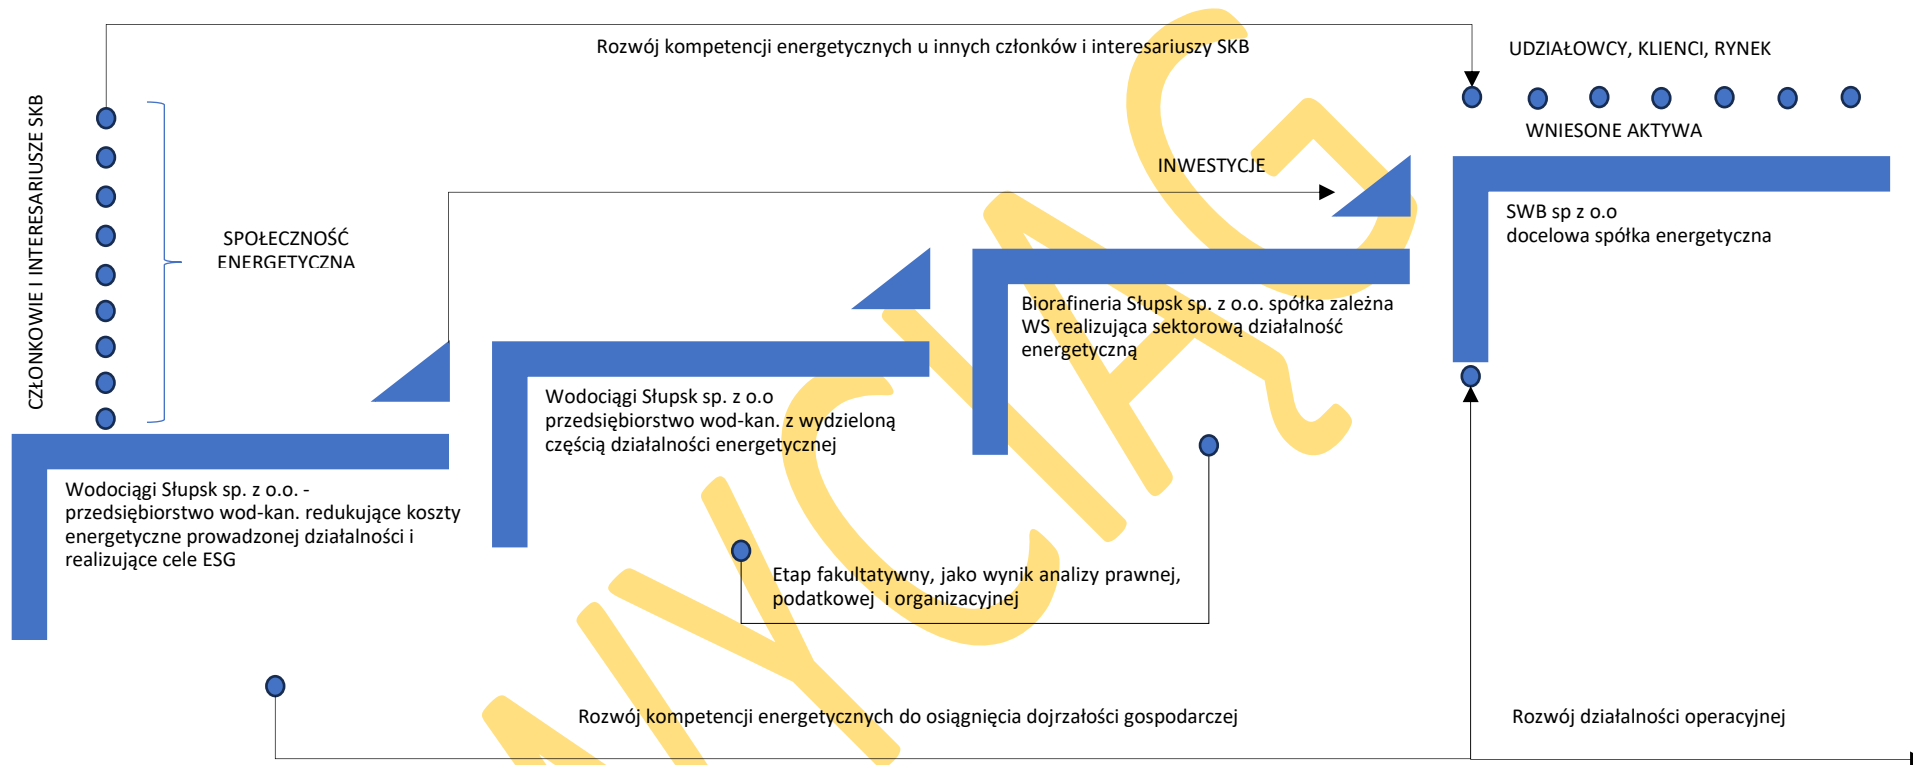 Rozwój kompetencji energetycznych u innych członków i interesariuszy SKB
UDZIAŁOWCY, KLIENCI, RYNEK
WNIESONE AKTYWA
CZŁONKOWIE I INTERESARIUSZE SKB
SPOŁECZNOŚĆ
ENERGETYCZNA
INWESTYCJE
SWB sp z o.o
docelowa spółka energetyczna
Biorafineria Słupsk sp. z o.o. spółka zależna
WS realizująca sektorową działalność
energetyczną
Wodociągi Słupsk sp. z o.o
przedsiębiorstwo wod-kan. z wydzieloną
częścią działalności energetycznej
Wodociągi Słupsk sp. z o.o. -
przedsiębiorstwo wod-kan. redukujące koszty
energetyczne prowadzonej działalności i
realizujące cele ESG
Etap fakultatywny, jako wynik analizy prawnej,
podatkowej i organizacyjnej
Rozwój kompetencji energetycznych do osiągnięcia dojrzałości gospodarczej
Rozwój działalności operacyjnej
WYCIĄG